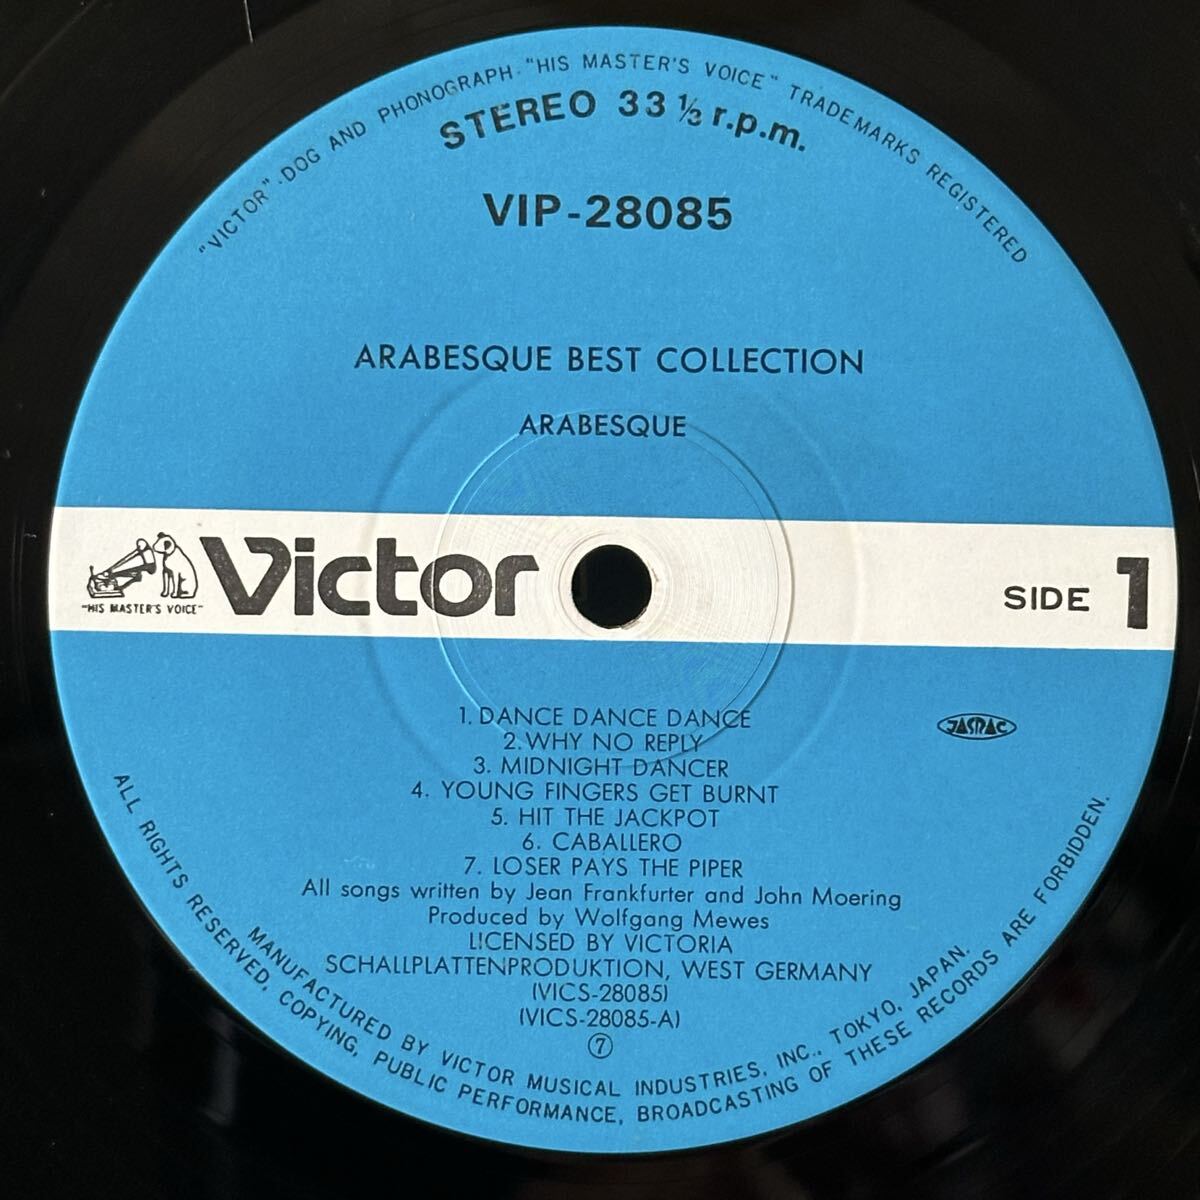 "VICTOR"·DOG AND PHONOGRAPH·"HIS MASTER'S VOICE" TRADE MARKS REGISTERED
STEREO 33 ⅓ r.p.m.
VIP-28085
ARABESQUE BEST COLLECTION
ARABESQUE
Victor
"HIS MASTER'S VOICE"
SIDE 1
1. DANCE DANCE DANCE
2. WHY NO REPLY
3. MIDNIGHT DANCER
4. YOUNG FINGERS GET BURNT
5. HIT THE JACKPOT
6. CABALLERO
7. LOSER PAYS THE PIPER
JASRAC
All songs written by Jean Frankfurter and John Moering
Produced by Wolfgang Mewes
LICENSED BY VICTORIA
SCHALLPLATTENPRODUKTION, WEST GERMANY
(VICS-28085)
(VICS-28085-A)
⑦
MANUFACTURED BY VICTOR MUSICAL INDUSTRIES, INC., TOKYO, JAPAN.
ALL RIGHTS RESERVED, COPYING, PUBLIC PERFORMANCE, BROADCASTING OF THESE RECORDS ARE FORBIDDEN.